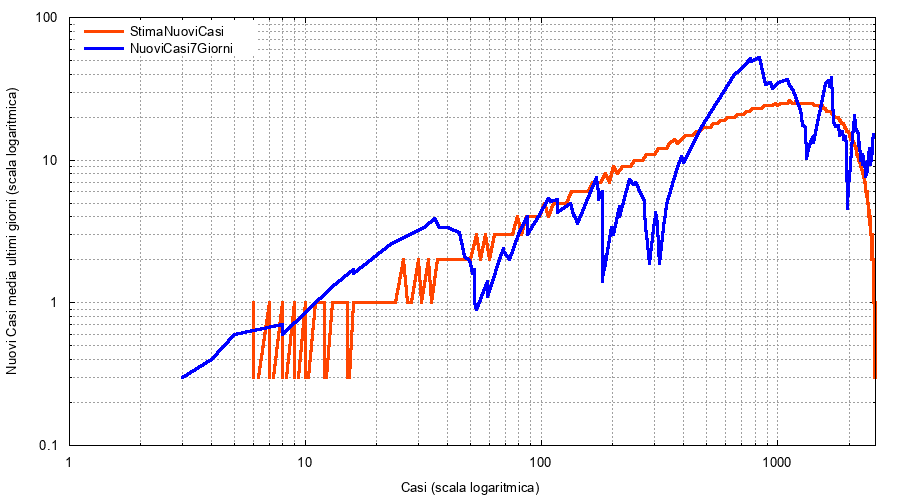 StimaNuoviCasi
NuoviCasi7Giorni
Nuovi Casi media ultimi giorni (scala logaritmica)
100
10
1
0.1
1
10
100
1000
Casi (scala logaritmica)